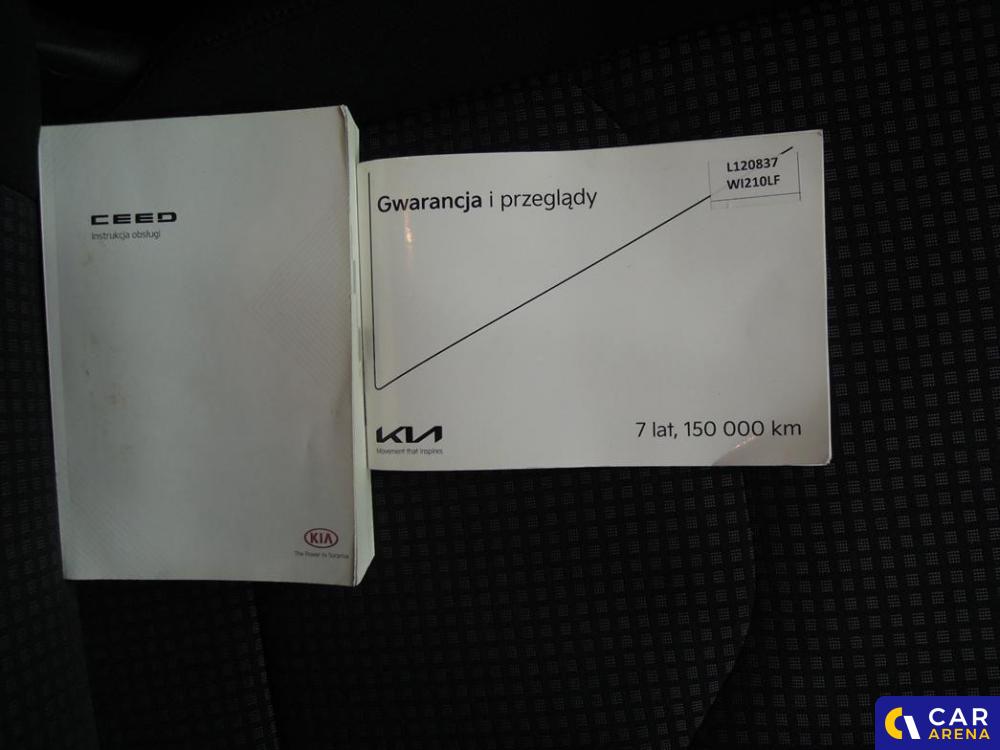 CEED
Instrukcja obsługi
KIA
The Power to Surprise
Gwarancja i przeglądy
L120837
WI210LF
KIA
Movement that inspires
7 lat, 150 000 km
CAR
ARENA